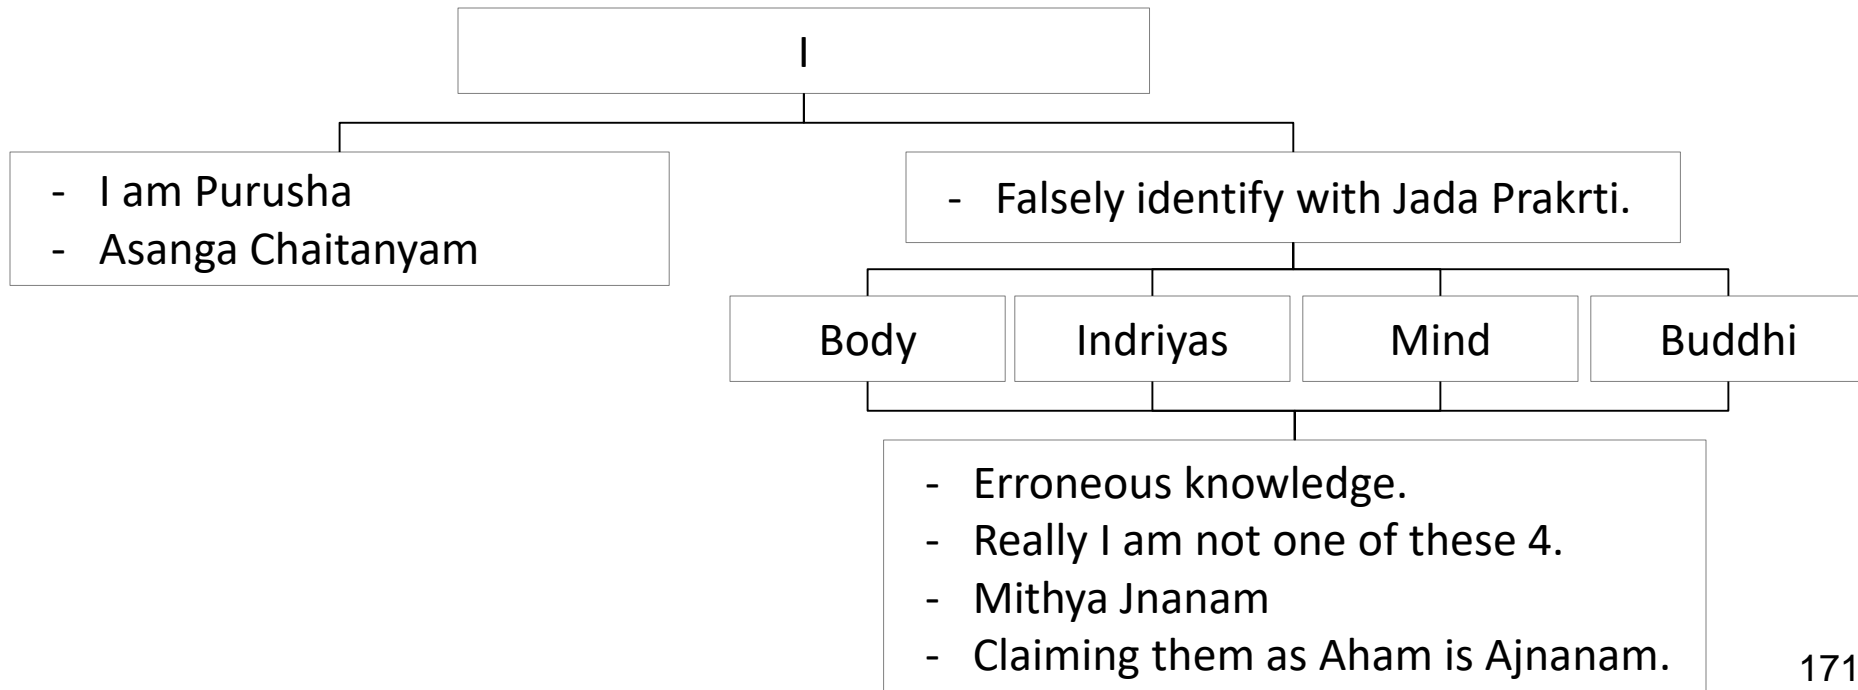 I
- I am Purusha
- Asanga Chaitanyam
- Falsely identify with Jada Prakrti.
Body
Indriyas
Mind
Buddhi
- Erroneous knowledge.
- Really I am not one of these 4.
- Mithya Jnanam
- Claiming them as Aham is Ajnanam.
171